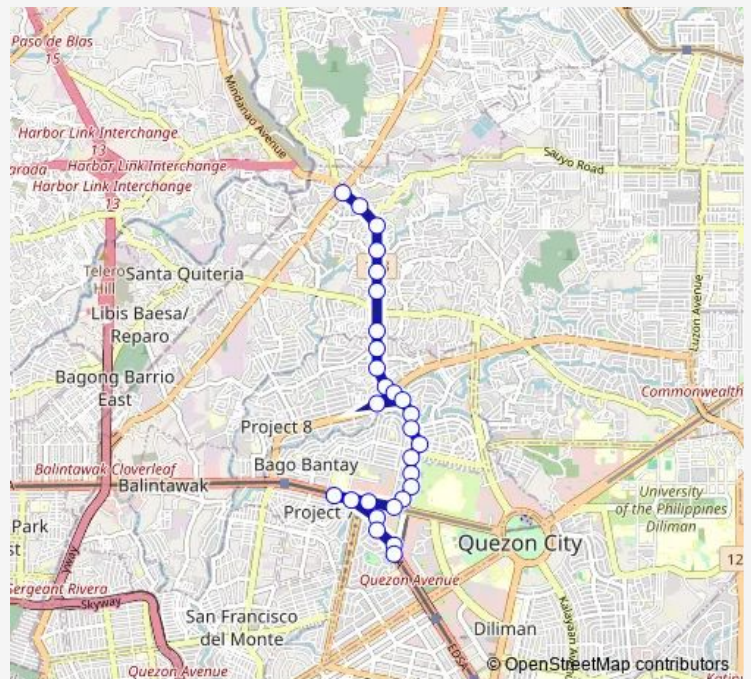 Paso de Blas
15
Mindanao Avenue
Harbor Link Interchange
13
Harbor Link Interchange
Harbor Link Interchange
13
Sauyo Road
Santa Quiteria
Telero
Hill
Libis Baesa/
Reparo
Luzon Avenue
Bagong Barrio
East
Commonwealth
Project 8
Bago Bantay
Balintawak Cloverleaf
Balintawak
Project 7
University
of the Philippines
Diliman
Park
Quezon City
12
yway
Quezon Avenue
Sergeant Rivera
Skyway
San Francisco
del Monte
Kalayaan
Diliman
EDSA
Quezon Avenue
© OpenStreetMap contributors